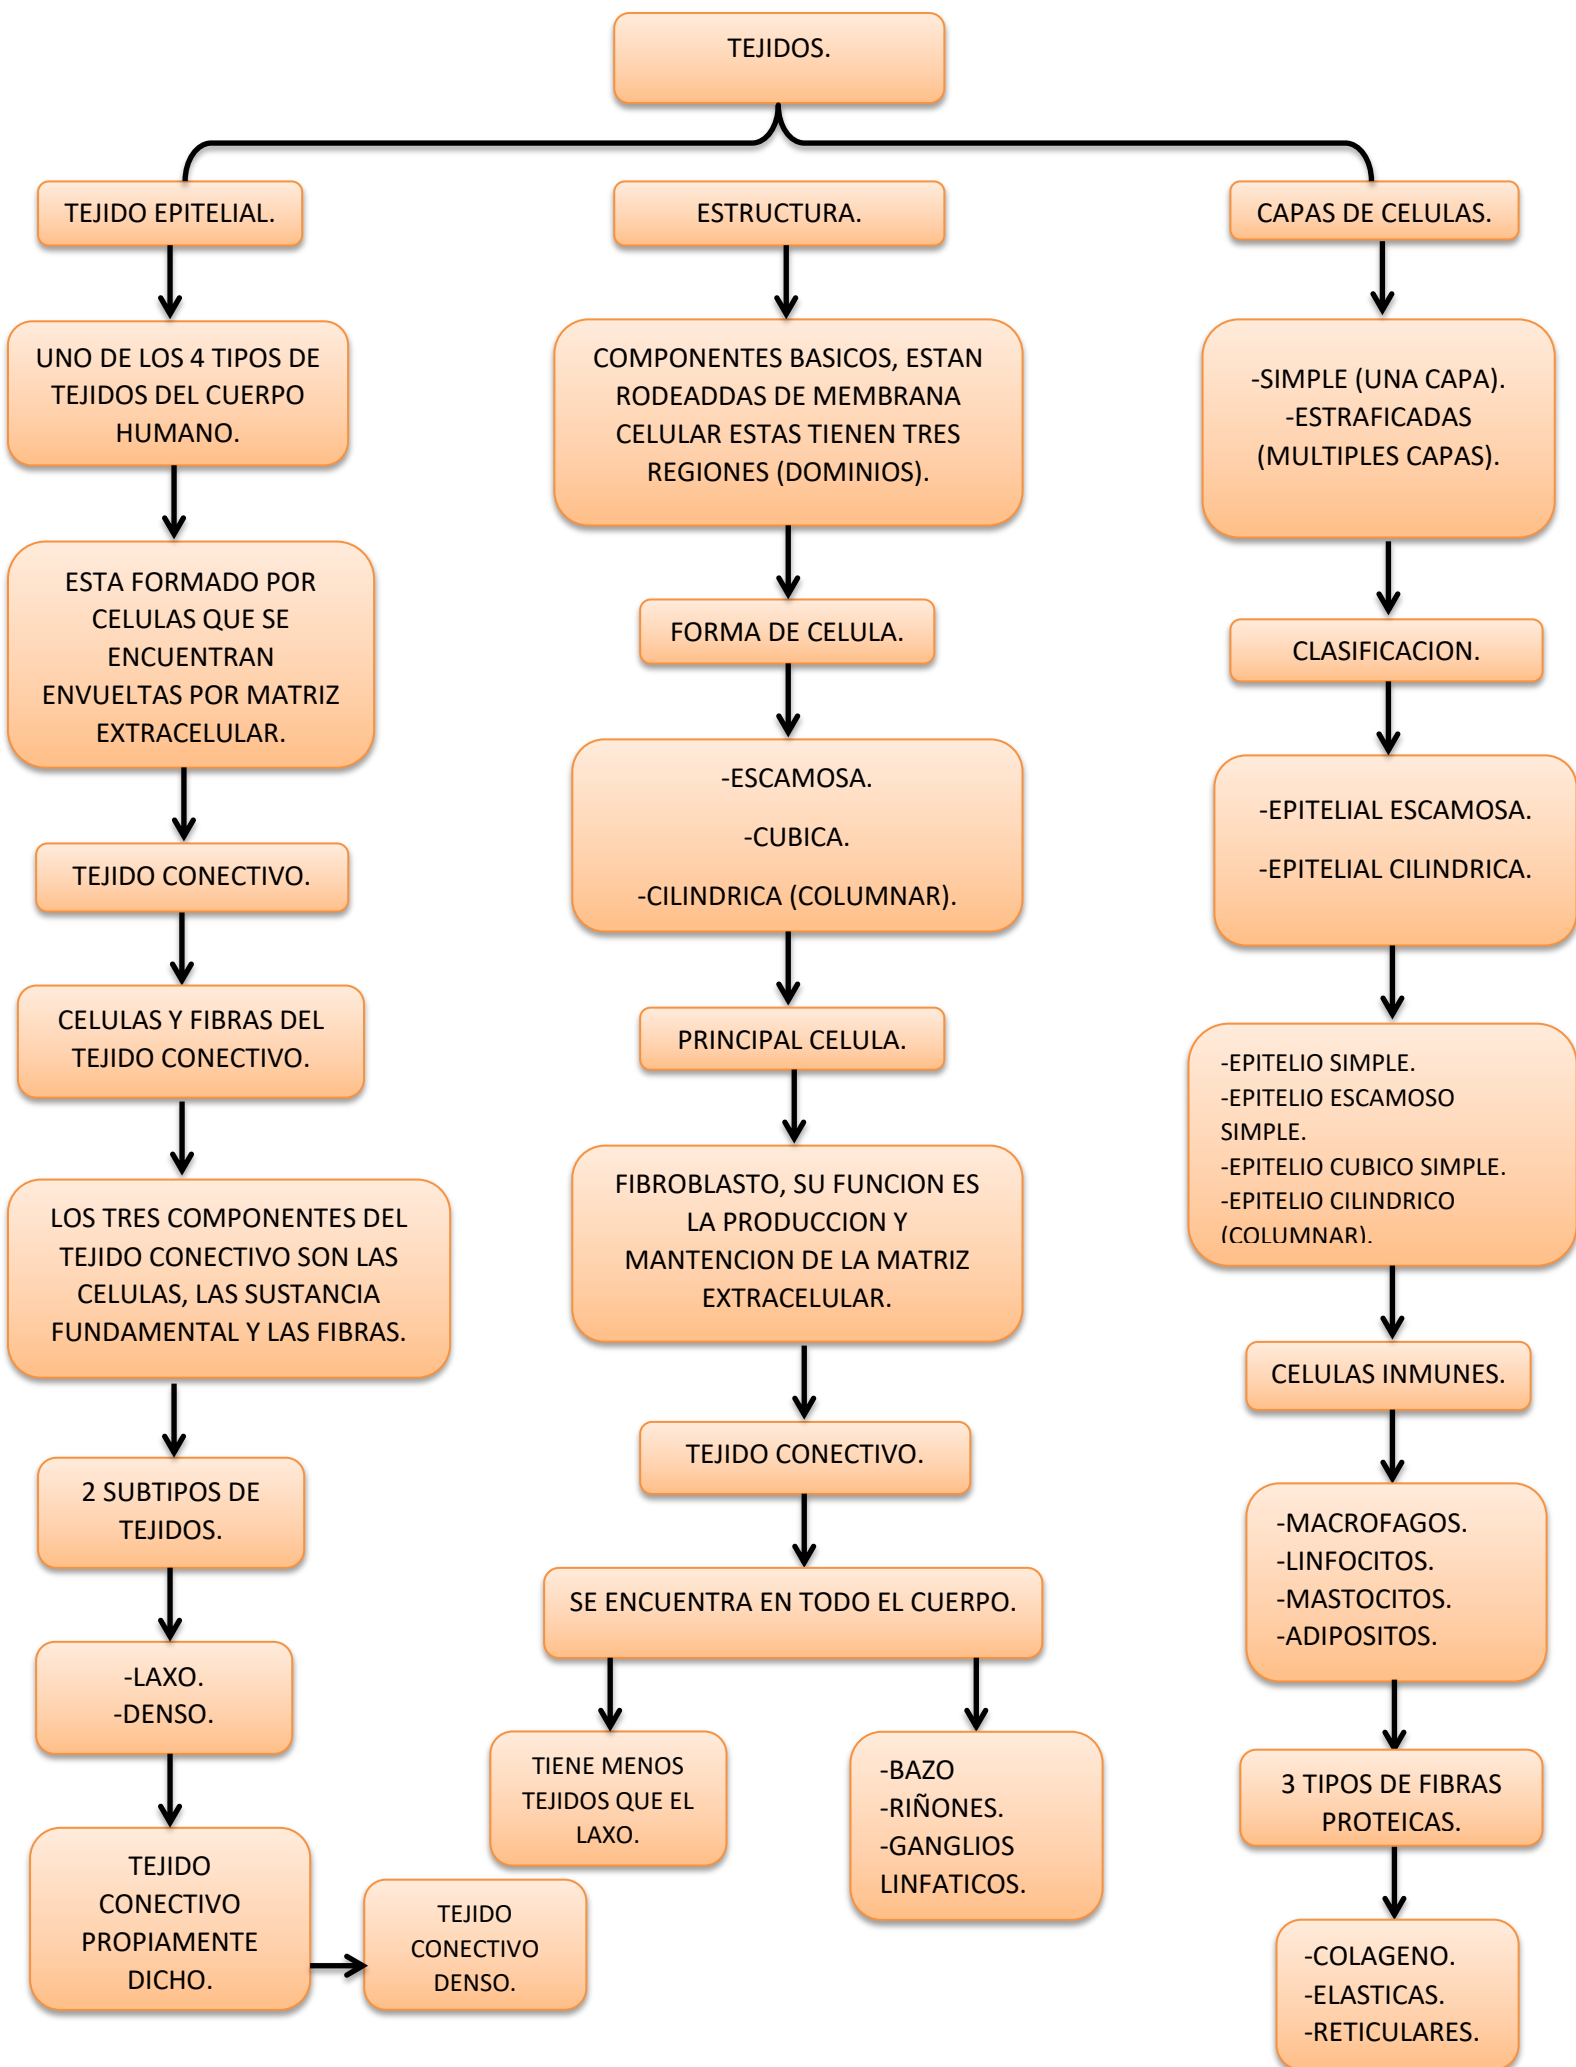 TEJIDOS.
TEJIDO EPITELIAL.
UNO DE LOS 4 TIPOS DE
TEJIDOS DEL CUERPO
HUMANO.
ESTA FORMADO POR
CELULAS QUE SE
ENCUENTRAN
ENVUELTAS POR MATRIZ
EXTRACELULAR.
TEJIDO CONECTIVO.
CELULAS Y FIBRAS DEL
TEJIDO CONECTIVO.
LOS TRES COMPONENTES DEL
TEJIDO CONECTIVO SON LAS
CELULAS, LAS SUSTANCIA
FUNDAMENTAL Y LAS FIBRAS.
2 SUBTIPOS DE
TEJIDOS.
-LAXO.
-DENSO.
TEJIDO
CONECTIVO
PROPIAMENTE
DICHO.
TEJIDO
CONECTIVO
DENSO.
ESTRUCTURA.
COMPONENTES BASICOS, ESTAN
RODEADDAS DE MEMBRANA
CELULAR ESTAS TIENEN TRES
REGIONES (DOMINIOS).
FORMA DE CELULA.
-ESCAMOSA.
-CUBICA.
-CILINDRICA (COLUMNAR).
PRINCIPAL CELULA.
FIBROBLASTO, SU FUNCION ES
LA PRODUCCION Y
MANTENCION DE LA MATRIZ
EXTRACELULAR.
TEJIDO CONECTIVO.
SE ENCUENTRA EN TODO EL CUERPO.
TIENE MENOS
TEJIDOS QUE EL
LAXO.
-BAZO
-RIÑONES.
-GANGLIOS
LINFATICOS.
CAPAS DE CELULAS.
-SIMPLE (UNA CAPA).
-ESTRAFICADAS
(MULTIPLES CAPAS).
CLASIFICACION.
-EPITELIAL ESCAMOSA.
-EPITELIAL CILINDRICA.
-EPITELIO SIMPLE.
-EPITELIO ESCAMOSO
SIMPLE.
-EPITELIO CUBICO SIMPLE.
-EPITELIO CILINDRICO
(COLUMNAR).
CELULAS INMUNES.
-MACROFAGOS.
-LINFOCITOS.
-MASTOCITOS.
-ADIPOSITOS.
3 TIPOS DE FIBRAS
PROTEICAS.
-COLAGENO.
-ELASTICAS.
-RETICULARES.